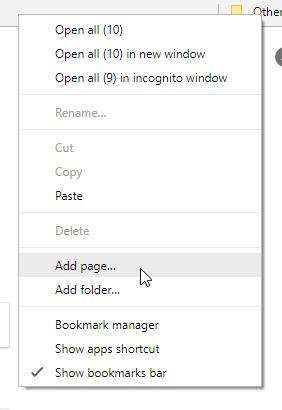 Other
Open all (10)
Open all (10) in new window
Open all (9) in incognito window
Rename...
Cut
Copy
Paste
Delete
Add page...
Add folder...
Bookmark manager
Show apps shortcut
Show bookmarks bar